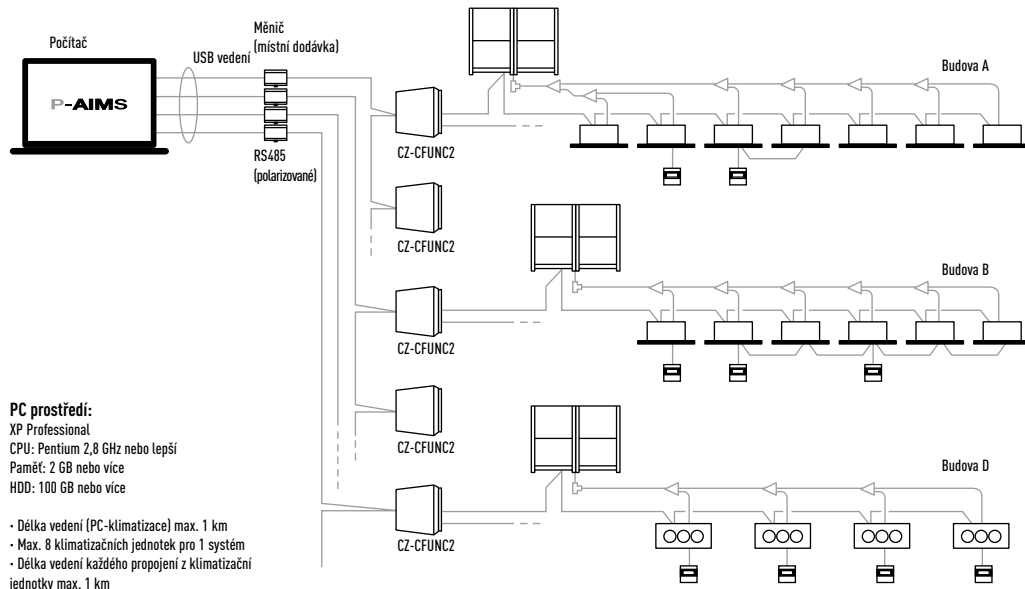 Počítač
P-AIMS
USB vedení
Měnič
(místní dodávka)
RS485
(polarizované)
CZ-CFUNC2
CZ-CFUNC2
CZ-CFUNC2
CZ-CFUNC2
CZ-CFUNC2
Budova A
Budova B
Budova D
PC prostředí:
XP Professional
CPU: Pentium 2,8 GHz nebo lepší
Paměť: 2 GB nebo více
HDD: 100 GB nebo více
· Délka vedení (PC-klimatizace) max. 1 km
· Max. 8 klimatizačních jednotek pro 1 systém
· Délka vedení každého propojení z klimatizační
jednotky max. 1 km